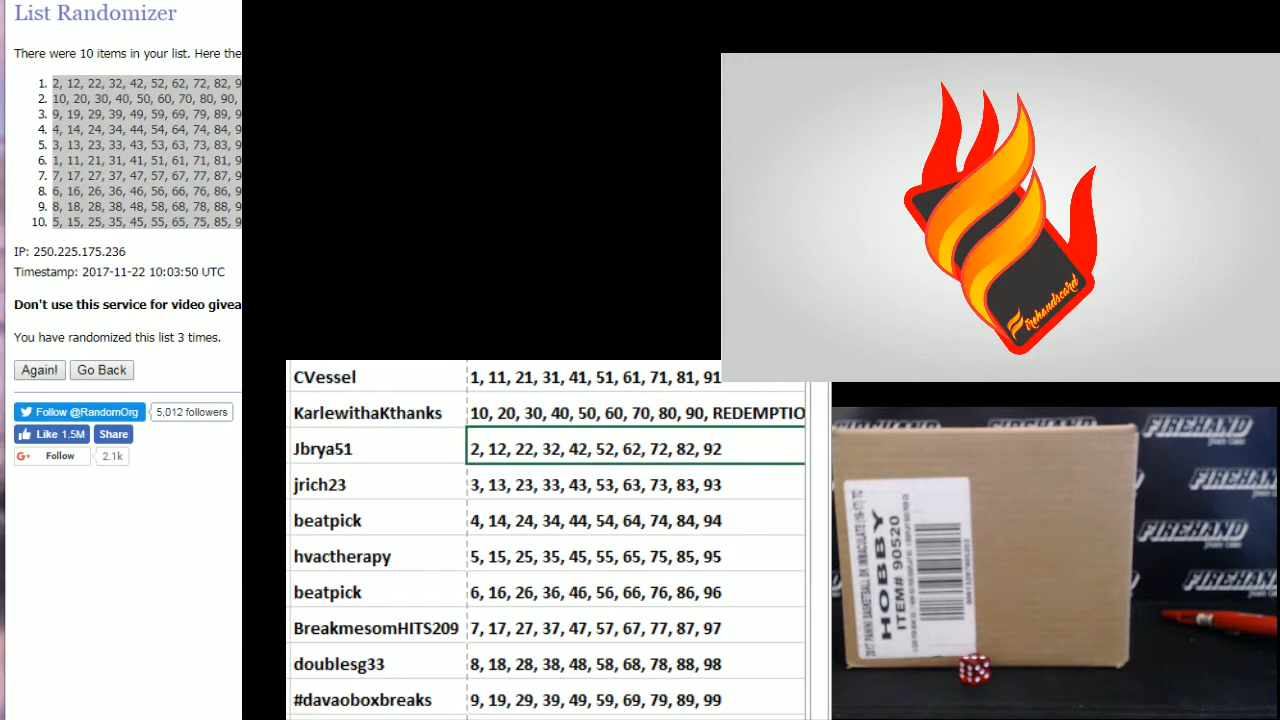 List Randomizer
There were 10 items in your list. Here the
1. 2, 12, 22, 32, 42, 52, 62, 72, 82, 9
2. 10, 20, 30, 40, 50, 60, 70, 80, 90,
3. 9, 19, 29, 39, 49, 59, 69, 79, 89, 9
4. 4, 14, 24, 34, 44, 54, 64, 74, 84, 9
5. 3, 13, 23, 33, 43, 53, 63, 73, 83, 9
6. 1, 11, 21, 31, 41, 51, 61, 71, 81, 9
7. 7, 17, 27, 37, 47, 57, 67, 77, 87, 9
8. 6, 16, 26, 36, 46, 56, 66, 76, 86, 9
9. 8, 18, 28, 38, 48, 58, 68, 78, 88, 9
10. 5, 15, 25, 35, 45, 55, 65, 75, 85, 9
IP: 250.225.175.236
Timestamp: 2017-11-22 10:03:50 UTC
Don't use this service for video givea
You have randomized this list 3 times.
Again! Go Back
Follow @RandomOrg 5,012 followers
Like 1.5M Share
G+ Follow 2.1k
CVessel 1, 11, 21, 31, 41, 51, 61, 71, 81, 91
KarlewithaKthanks 10, 20, 30, 40, 50, 60, 70, 80, 90, REDEMPTIO
Jbrya51 2, 12, 22, 32, 42, 52, 62, 72, 82, 92
jrich23 3, 13, 23, 33, 43, 53, 63, 73, 83, 93
beatpick 4, 14, 24, 34, 44, 54, 64, 74, 84, 94
hvactherapy 5, 15, 25, 35, 45, 55, 65, 75, 85, 95
beatpick 6, 16, 26, 36, 46, 56, 66, 76, 86, 96
BreakmesomHITS209 7, 17, 27, 37, 47, 57, 67, 77, 87, 97
doublesg33 8, 18, 28, 38, 48, 58, 68, 78, 88, 98
#davaoboxbreaks 9, 19, 29, 39, 49, 59, 69, 79, 89, 99
Firehandscard
HOBBY
ITEM# 90520
FIREHAND
FIREHAND
FIREHAND
FIREHAND